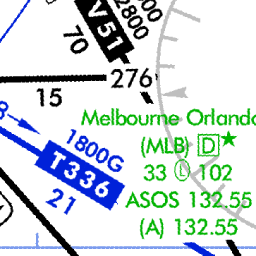 2800
V51
70
276
15
Melbourne Orlando
(MLB) D
33 L 102
ASOS 132.55
(A) 132.55
1800G
T336
21